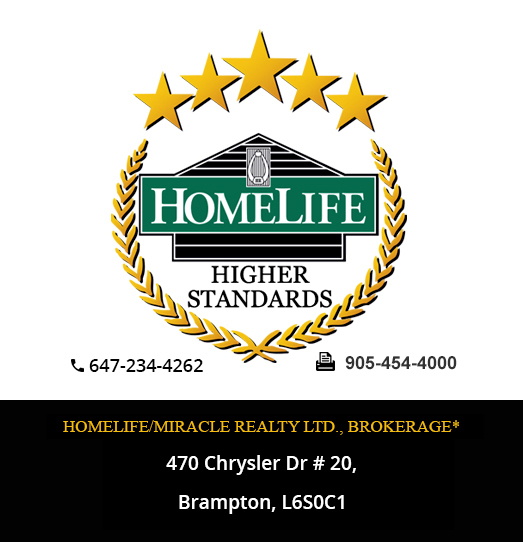 HOMELIFE
HIGHER
STANDARDS
647-234-4262
905-454-4000
HOMELIFE/MIRACLE REALTY LTD., BROKERAGE*
470 Chrysler Dr # 20,
Brampton, L6S0C1